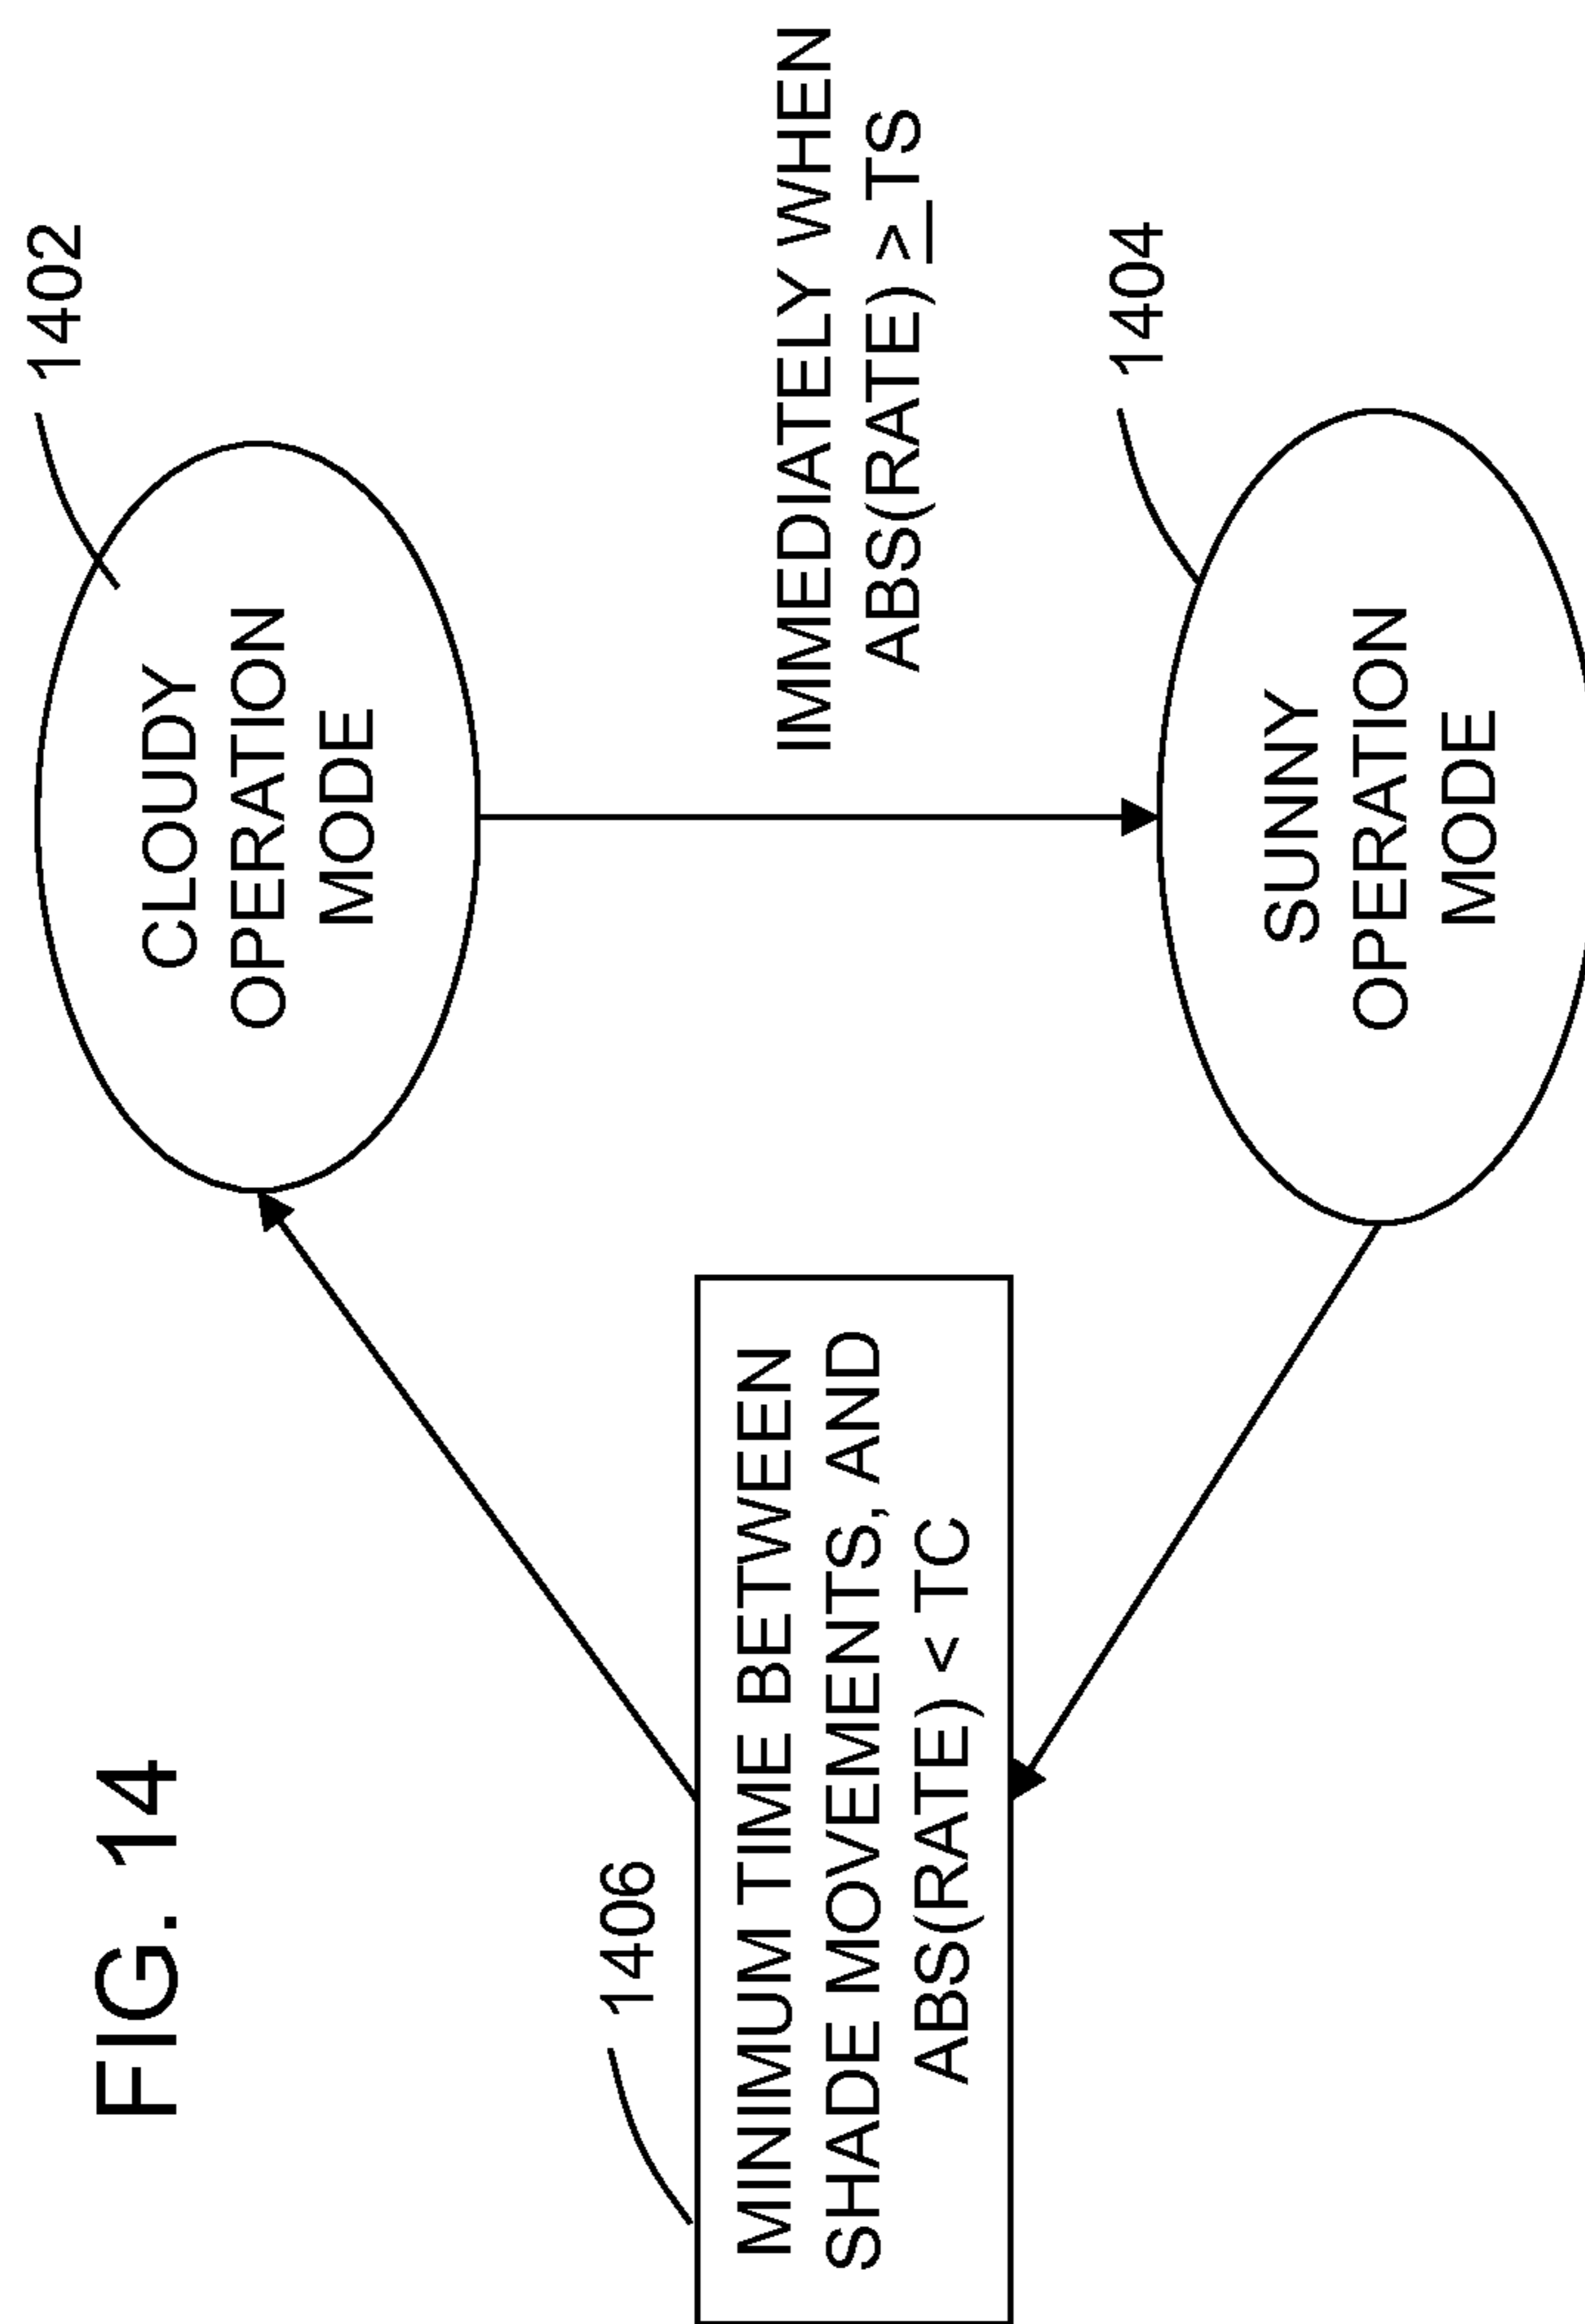 FIG. 14
1402
CLOUDY
OPERATION
MODE
1406
MINIMUM TIME BETWEEN
SHADE MOVEMENTS, AND
ABS(RATE) < TC
IMMEDIATELY WHEN
ABS(RATE) ≥ TS
1404
SUNNY
OPERATION
MODE